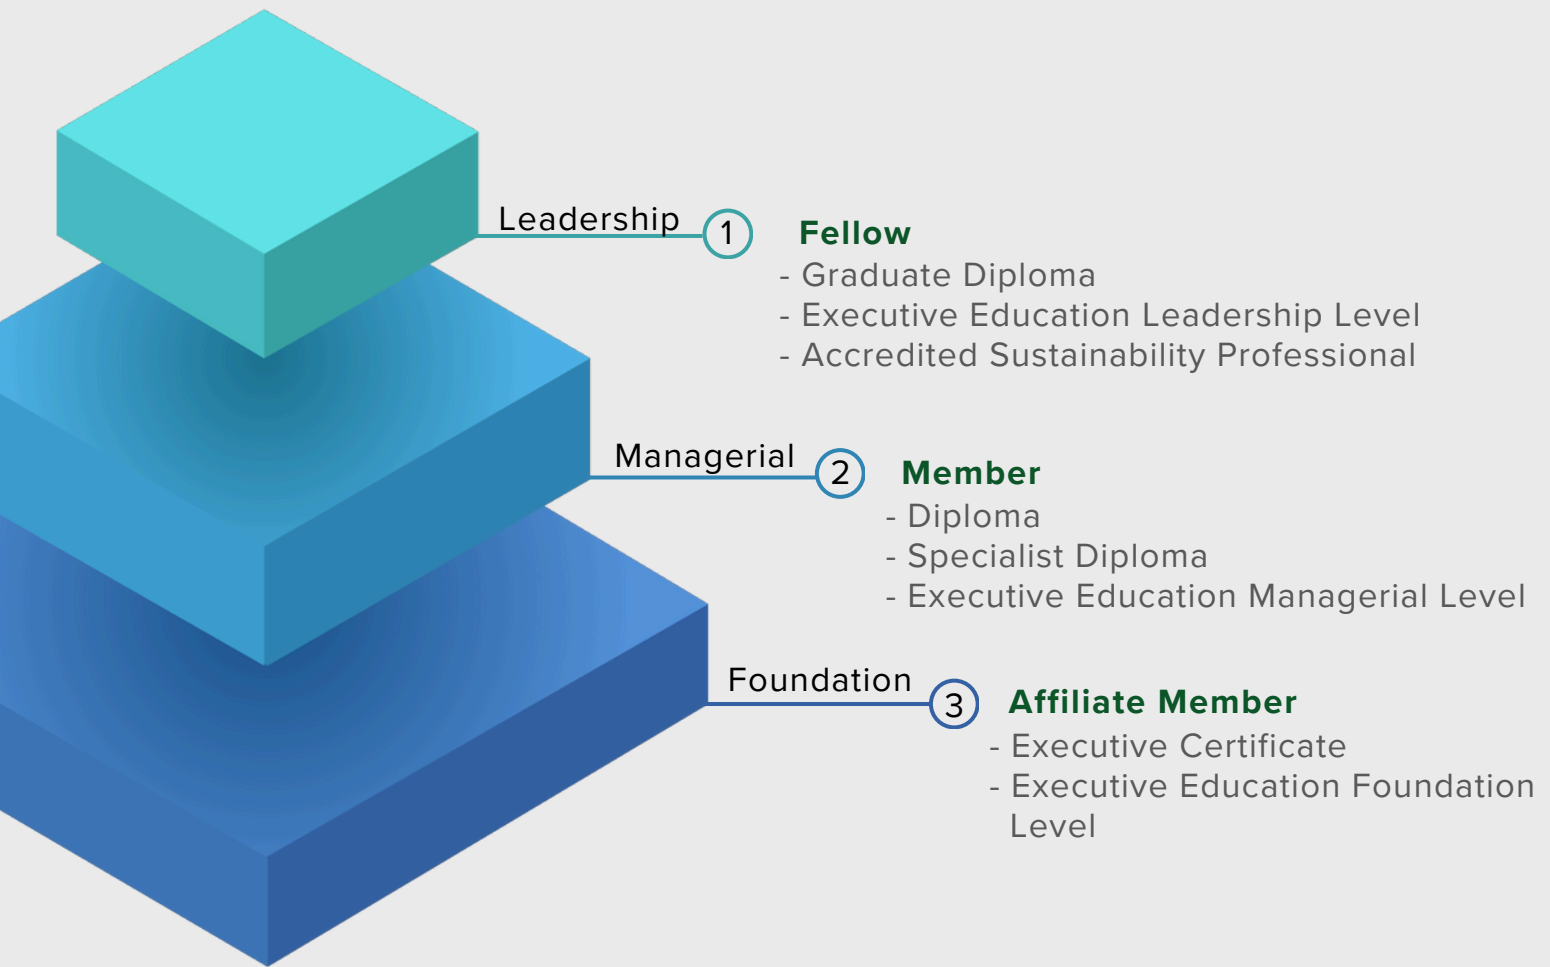 Leadership
1
Fellow
- Graduate Diploma
- Executive Education Leadership Level
- Accredited Sustainability Professional
Managerial
2
Member
- Diploma
- Specialist Diploma
- Executive Education Managerial Level
Foundation
3
Affiliate Member
- Executive Certificate
- Executive Education Foundation
Level